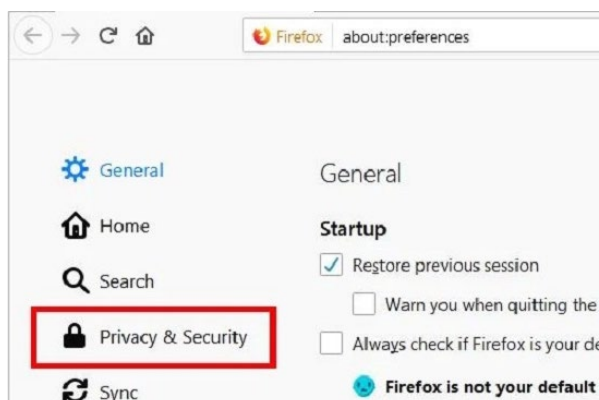 Firefox about:preferences
General
Home
Search
Privacy & Security
Sync
General
Startup
Restore previous session
Warn you when quitting the
Always check if Firefox is your de
Firefox is not your default